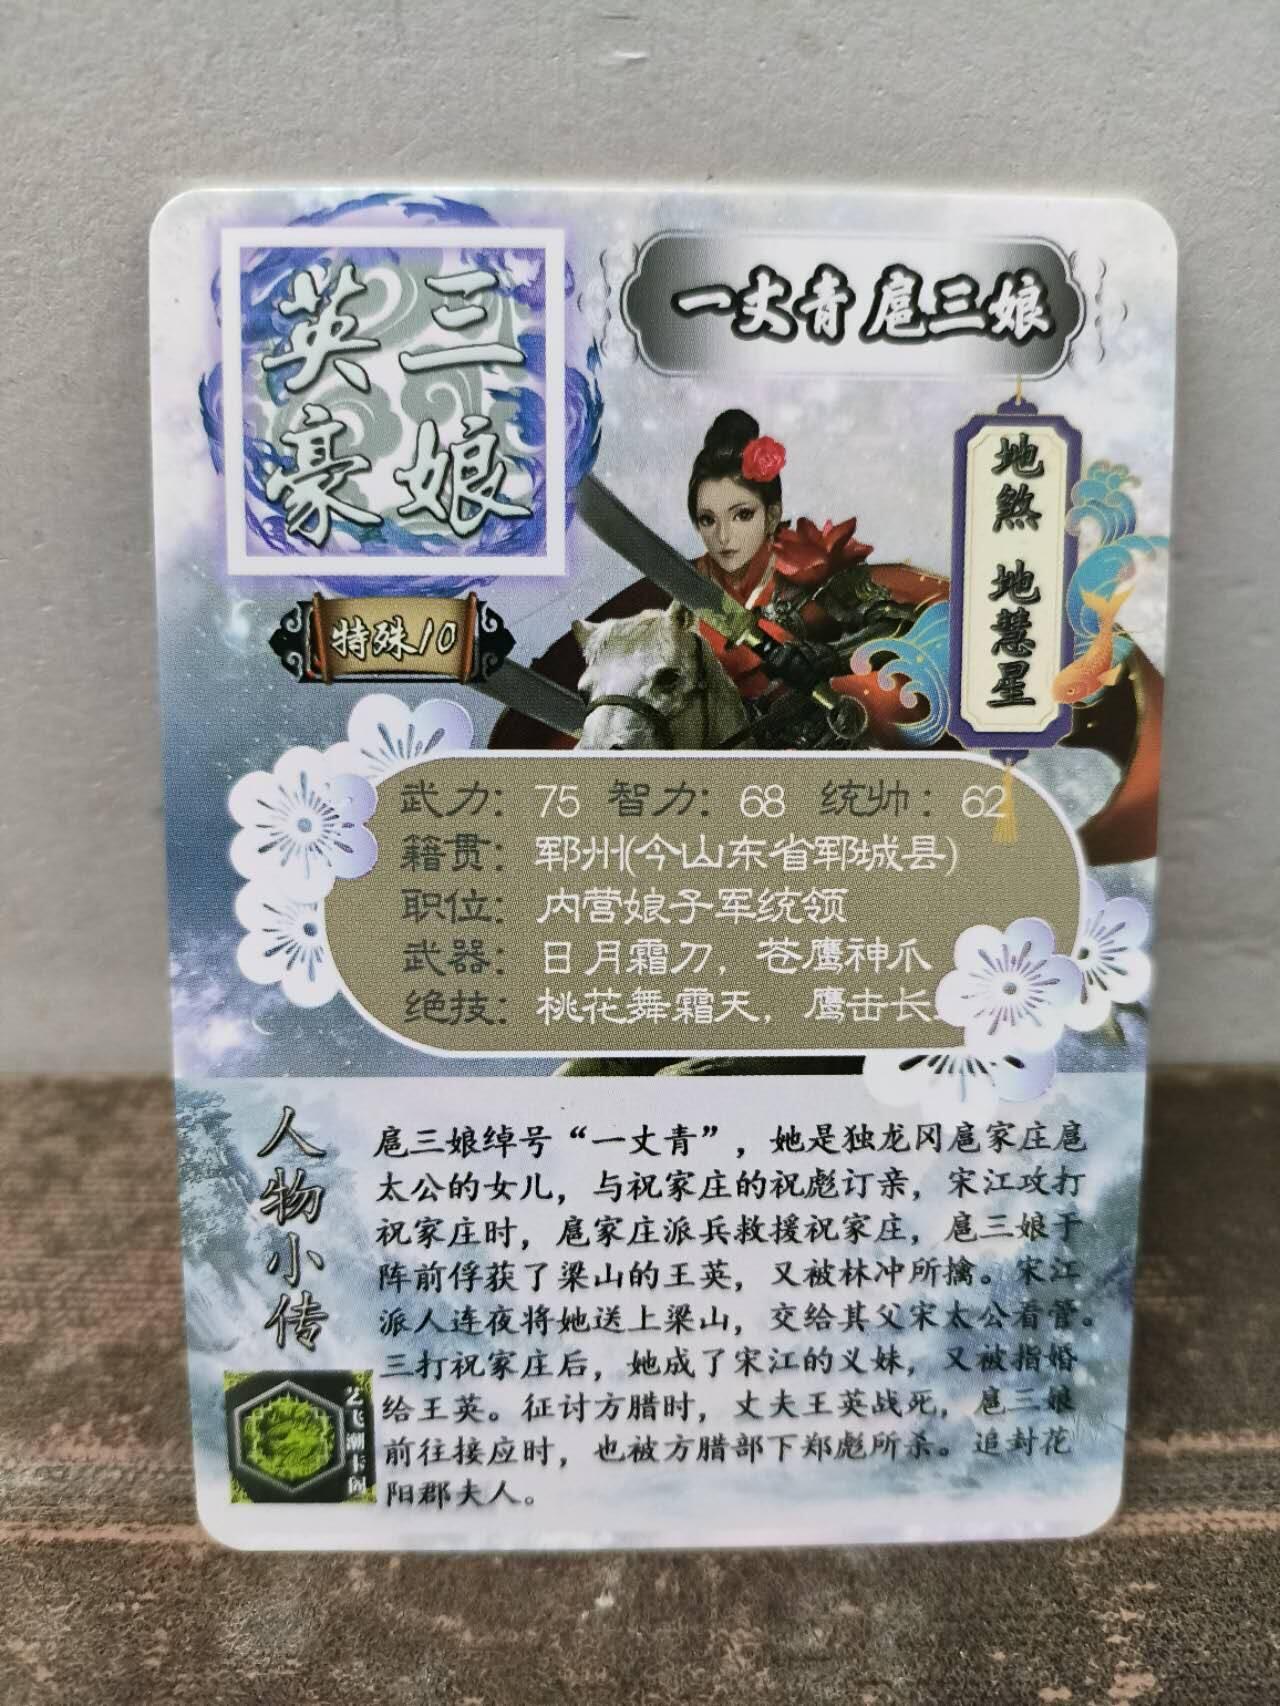 三娘
英豪
一丈青 扈三娘
特殊10
地煞 地慧星
武力：75 智力：68 统帅：62
籍贯：郓州(今山东省郓城县)
职位：内营娘子军统领
武器：日月霜刀，苍鹰神爪
绝技：桃花舞霜天，鹰击长
人物小传
扈三娘绰号“一丈青”，她是独龙冈扈家庄扈
太公的女儿，与祝家庄的祝彪订亲，宋江攻打
祝家庄时，扈家庄派兵救援祝家庄，扈三娘于
阵前俘获了梁山的王英，又被林冲所擒。宋江
派人连夜将她送上梁山，交给其父宋太公看管。
三打祝家庄后，她成了宋江的义妹，又被指婚
给王英。征讨方腊时，丈夫王英战死，扈三娘
前往接应时，也被方腊部下郑彪所杀。追封花
阳郡夫人。
艺飞潮卡阁